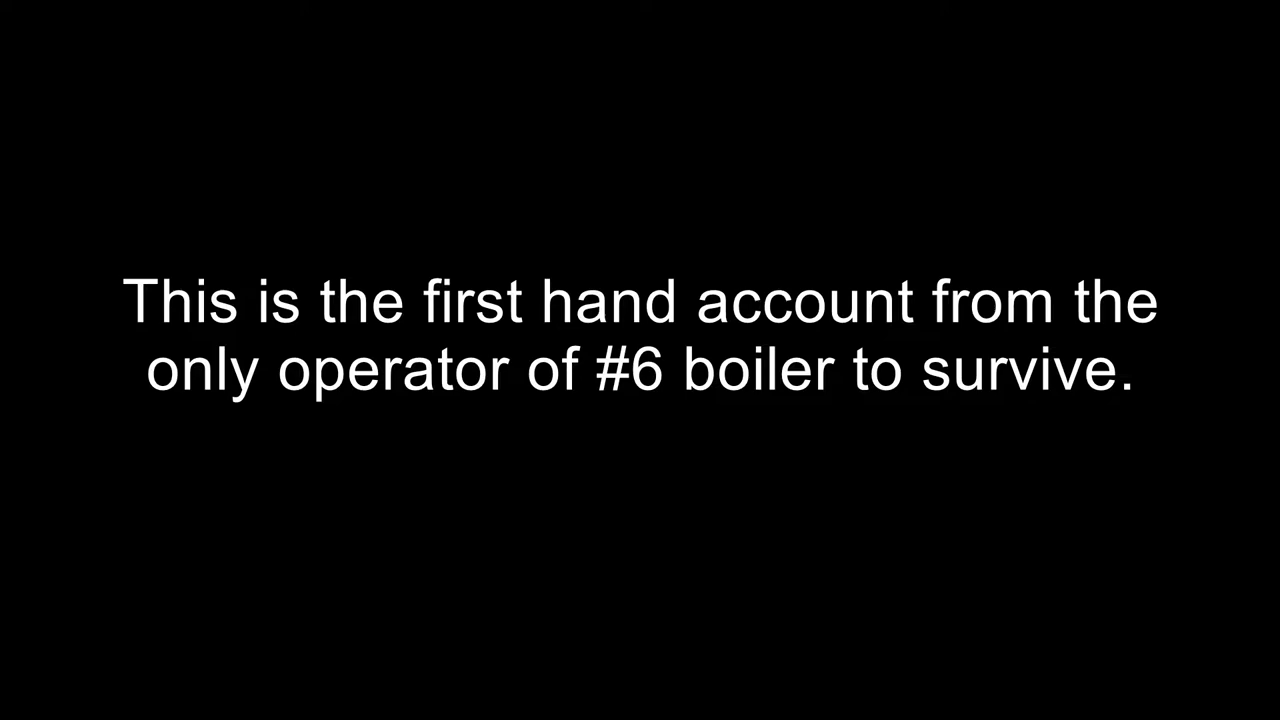 This is the first hand account from the
only operator of #6 boiler to survive.